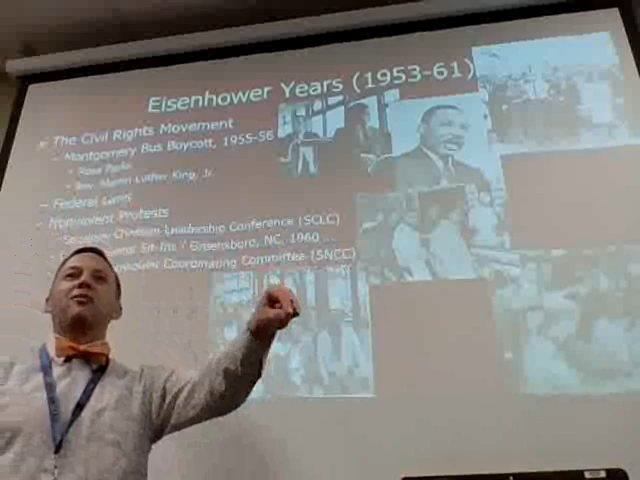 Eisenhower Years (1953-61)
The Civil Rights Movement
- Montgomery Bus Boycott, 1955-56
• Rosa Parks
• Rev. Martin Luther King, Jr.
- Federal Laws
- Nonviolent Protests
Southern Christian Leadership Conference (SCLC)
Sit-Ins / Greensboro, NC, 1960 ...
Coordinating Committee (SNCC)